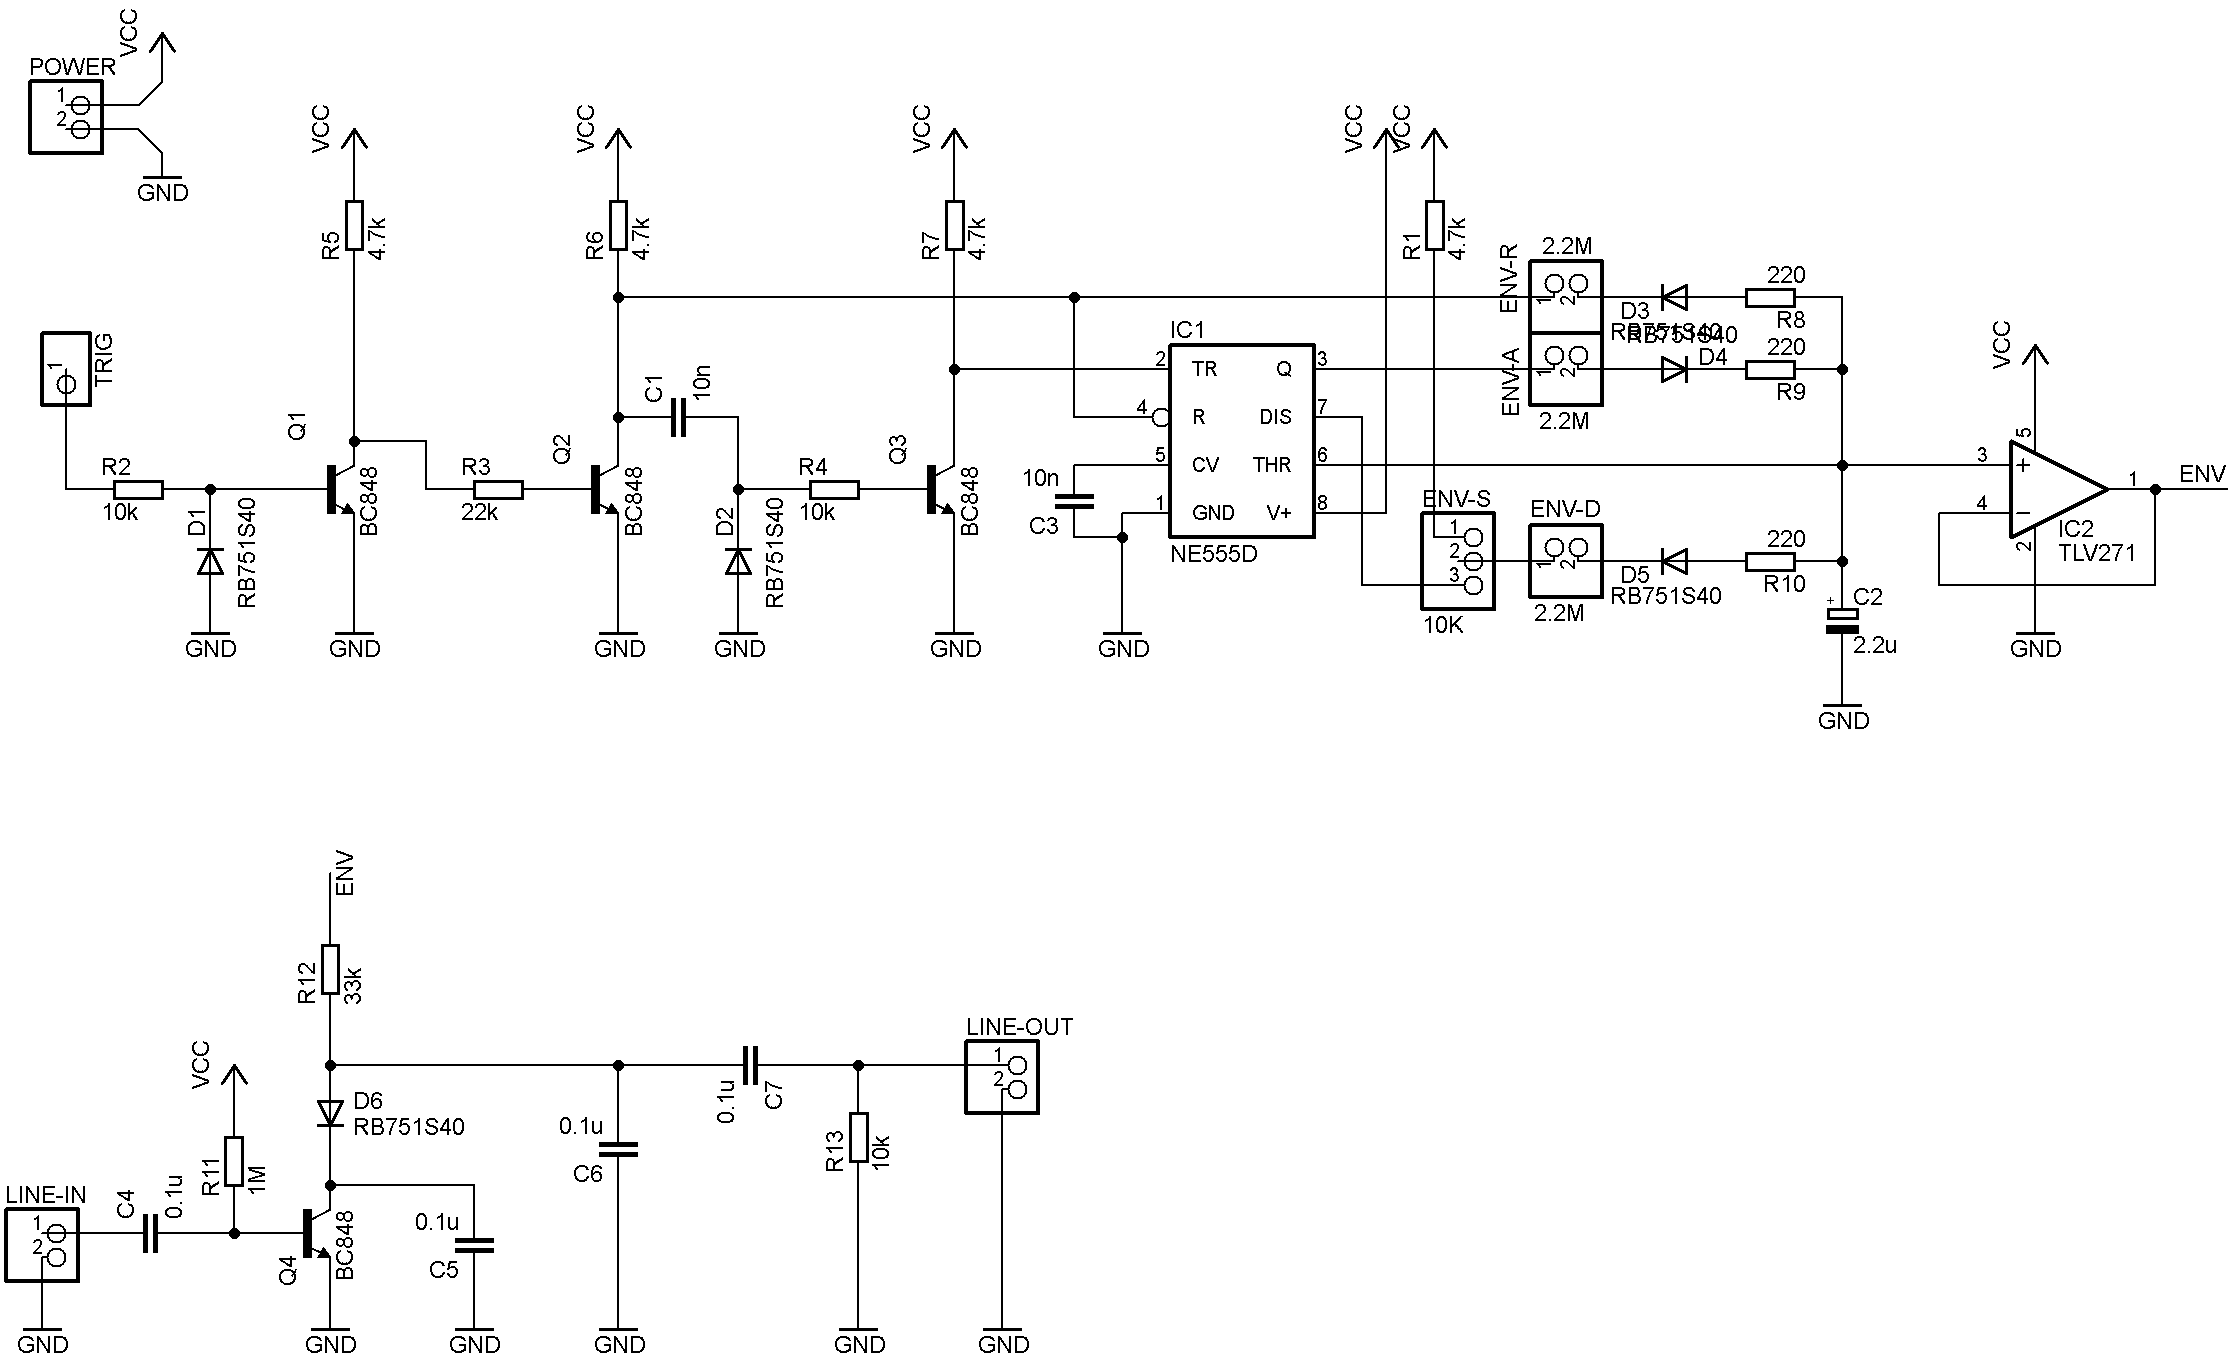 POWER
1
2
VCC
GND
VCC
R5
4.7k
VCC
R6
4.7k
VCC
R7
4.7k
VCC
VCC
R1
4.7k
TRIG
1
R2
10k
D1
RB751S40
GND
Q1
BC848
GND
R3
22k
Q2
BC848
GND
C1
10n
D2
RB751S40
GND
R4
10k
Q3
BC848
GND
10n
C3
GND
IC1
2 TR Q 3
4 R DIS 7
5 CV THR 6
1 GND V+ 8
NE555D
ENV-S
1
2
3
10K
ENV-R
2.2M
1 2
D3
RB751S40
220
R8
ENV-A
1 2
2.2M
RB751S40
D4
220
R9
ENV-D
1 2
2.2M
D5
RB751S40
220
R10
+
C2
2.2u
GND
VCC
5
3 +
4 −
2
1
ENV
IC2
TLV271
GND
ENV
R12
33k
VCC
R11
1M
D6
RB751S40
LINE-IN
1
2
GND
C4
0.1u
Q4
BC848
GND
0.1u
C5
GND
0.1u
C6
GND
0.1u
C7
R13
10k
GND
LINE-OUT
1
2
GND